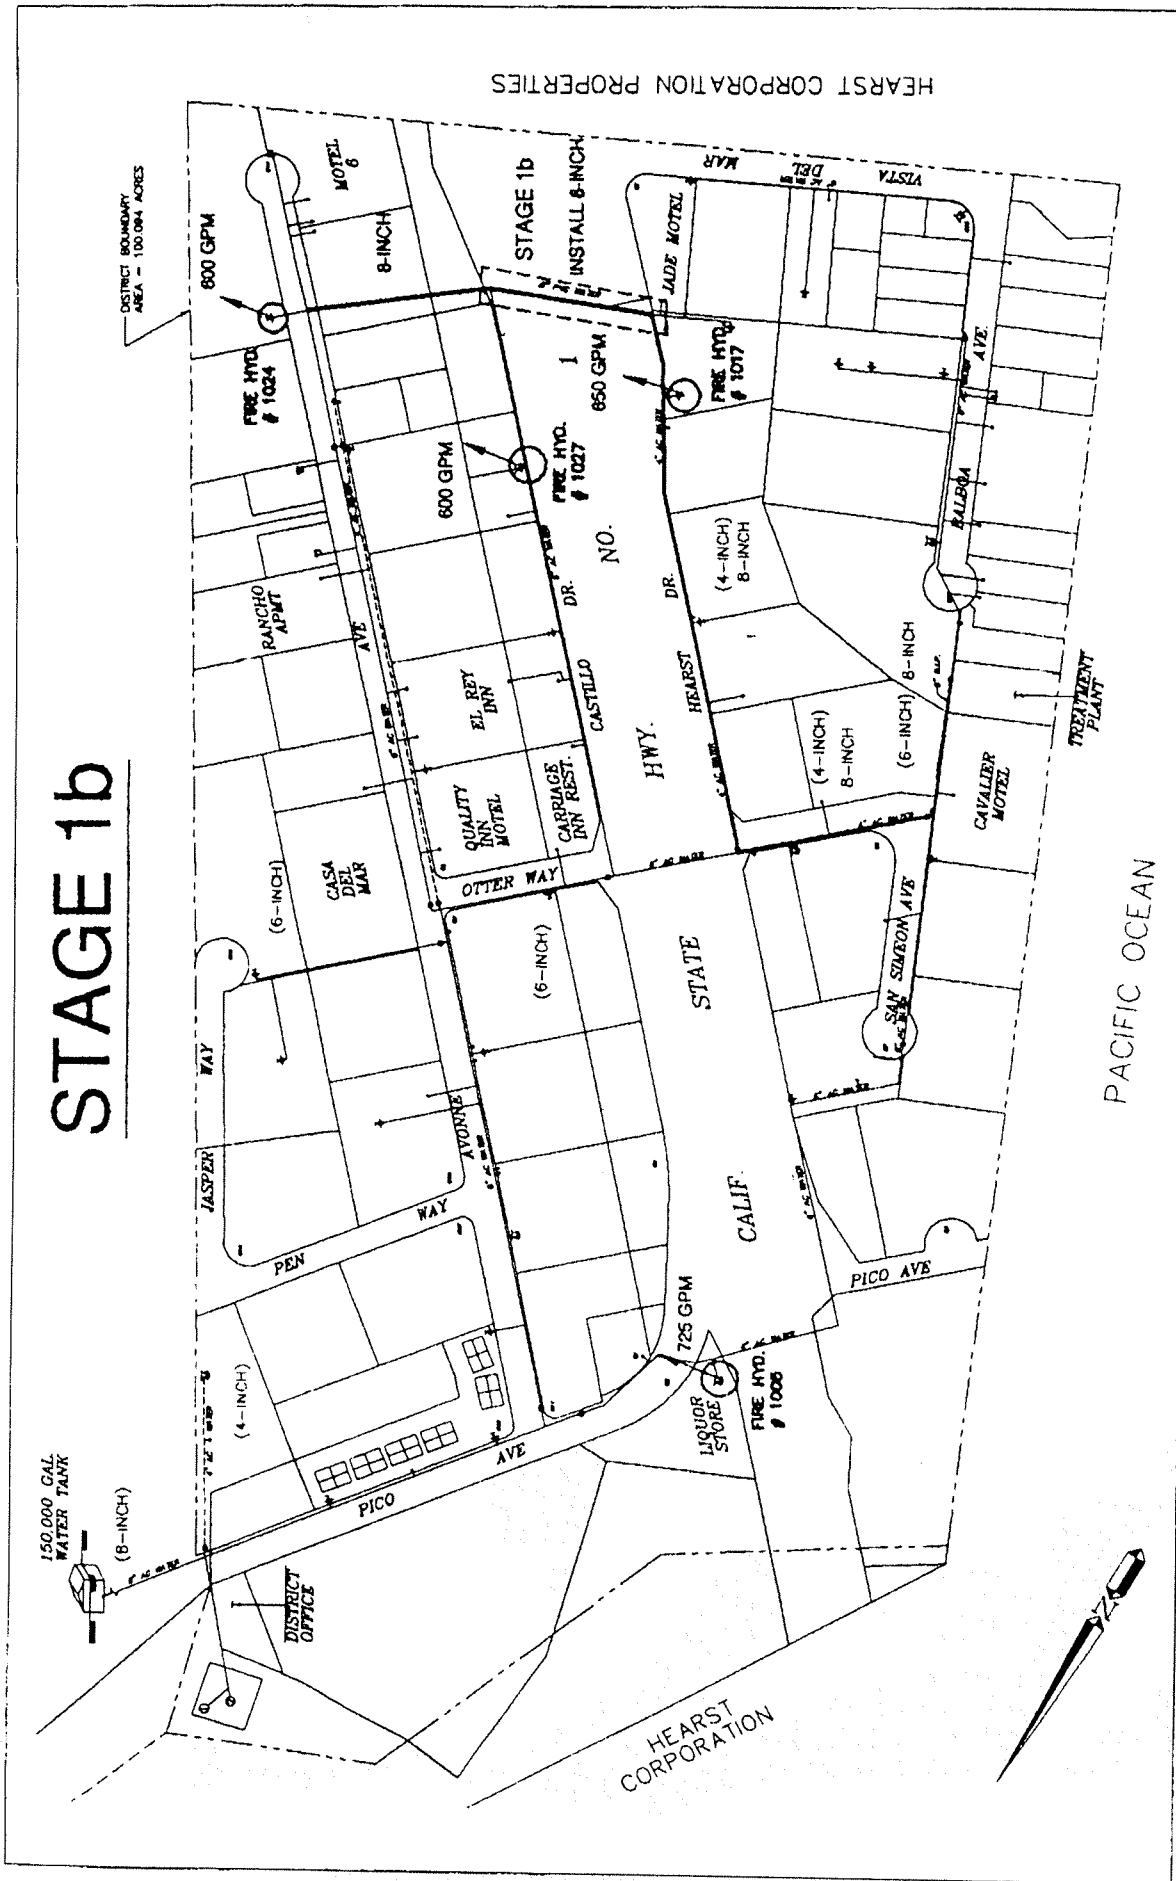 STAGE 1b
HEARST CORPORATION PROPERTIES
DISTRICT BOUNDARY
AREA - 100.094 ACRES
600 GPM
FIRE HYD.
# 1024
MOTEL
6
8-INCH
STAGE 1b
INSTALL 8-INCH
VISTA DEL MAR
JADE MOTEL
FIRE HYD.
# 1017
850 GPM
600 GPM
FIRE HYD.
# 1027
RANCHO
APMT
AVE
EL REY
INN
QUALITY
INN
MOTEL
CARRIAGE
INN REST.
CASTILLO DR.
HEARST DR.
(4-INCH)
8-INCH
(4-INCH)
8-INCH
(6-INCH) 8-INCH
BALBOA AVE.
TREATMENT
PLANT
CAVALIER
MOTEL
CASA
DEL
MAR
(6-INCH)
OTTER WAY
(6-INCH)
SAN SIMEON AVE
CALIF. STATE HWY. NO. 1
JASPER WAY
PEN WAY
AVONNE
PICO AVE
725 GPM
FIRE HYD.
LIQUOR
STORE
PICO AVE
(4-INCH)
150,000 GAL
WATER TANK
(8-INCH)
DISTRICT
OFFICE
HEARST
CORPORATION
PACIFIC OCEAN
N